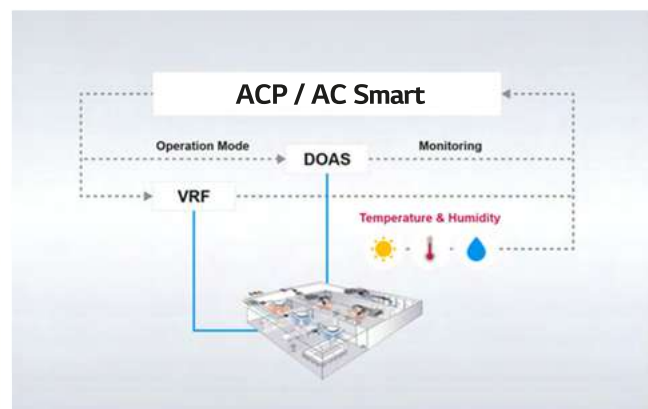 ACP / AC Smart
Operation Mode
Monitoring
DOAS
VRF
Temperature & Humidity